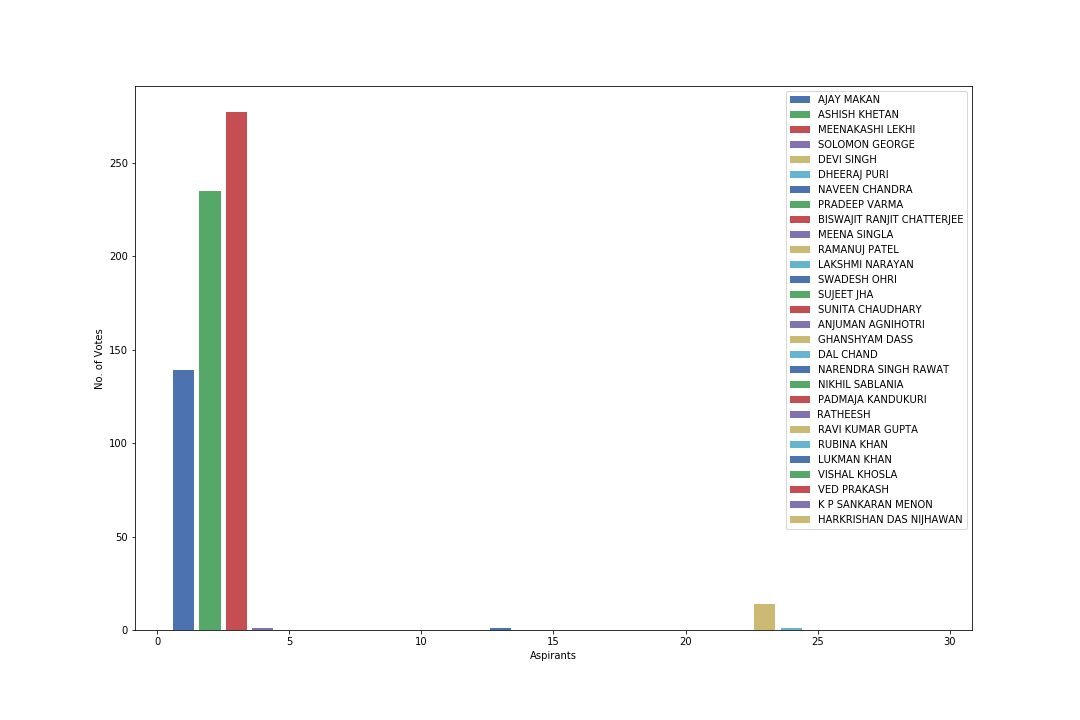 AJAY MAKAN
ASHISH KHETAN
MEENAKASHI LEKHI
SOLOMON GEORGE
DEVI SINGH
DHEERAJ PURI
NAVEEN CHANDRA
PRADEEP VARMA
BISWAJIT RANJIT CHATTERJEE
MEENA SINGLA
RAMANUJ PATEL
LAKSHMI NARAYAN
SWADESH OHRI
SUJEET JHA
SUNITA CHAUDHARY
ANJUMAN AGNIHOTRI
GHANSHYAM DASS
DAL CHAND
NARENDRA SINGH RAWAT
NIKHIL SABLANIA
PADMAJA KANDUKURI
RATHEESH
RAVI KUMAR GUPTA
RUBINA KHAN
LUKMAN KHAN
VISHAL KHOSLA
VED PRAKASH
K P SANKARAN MENON
HARKRISHAN DAS NIJHAWAN
250
200
150
100
50
0
No. of Votes
0 5 10 15 20 25 30
Aspirants